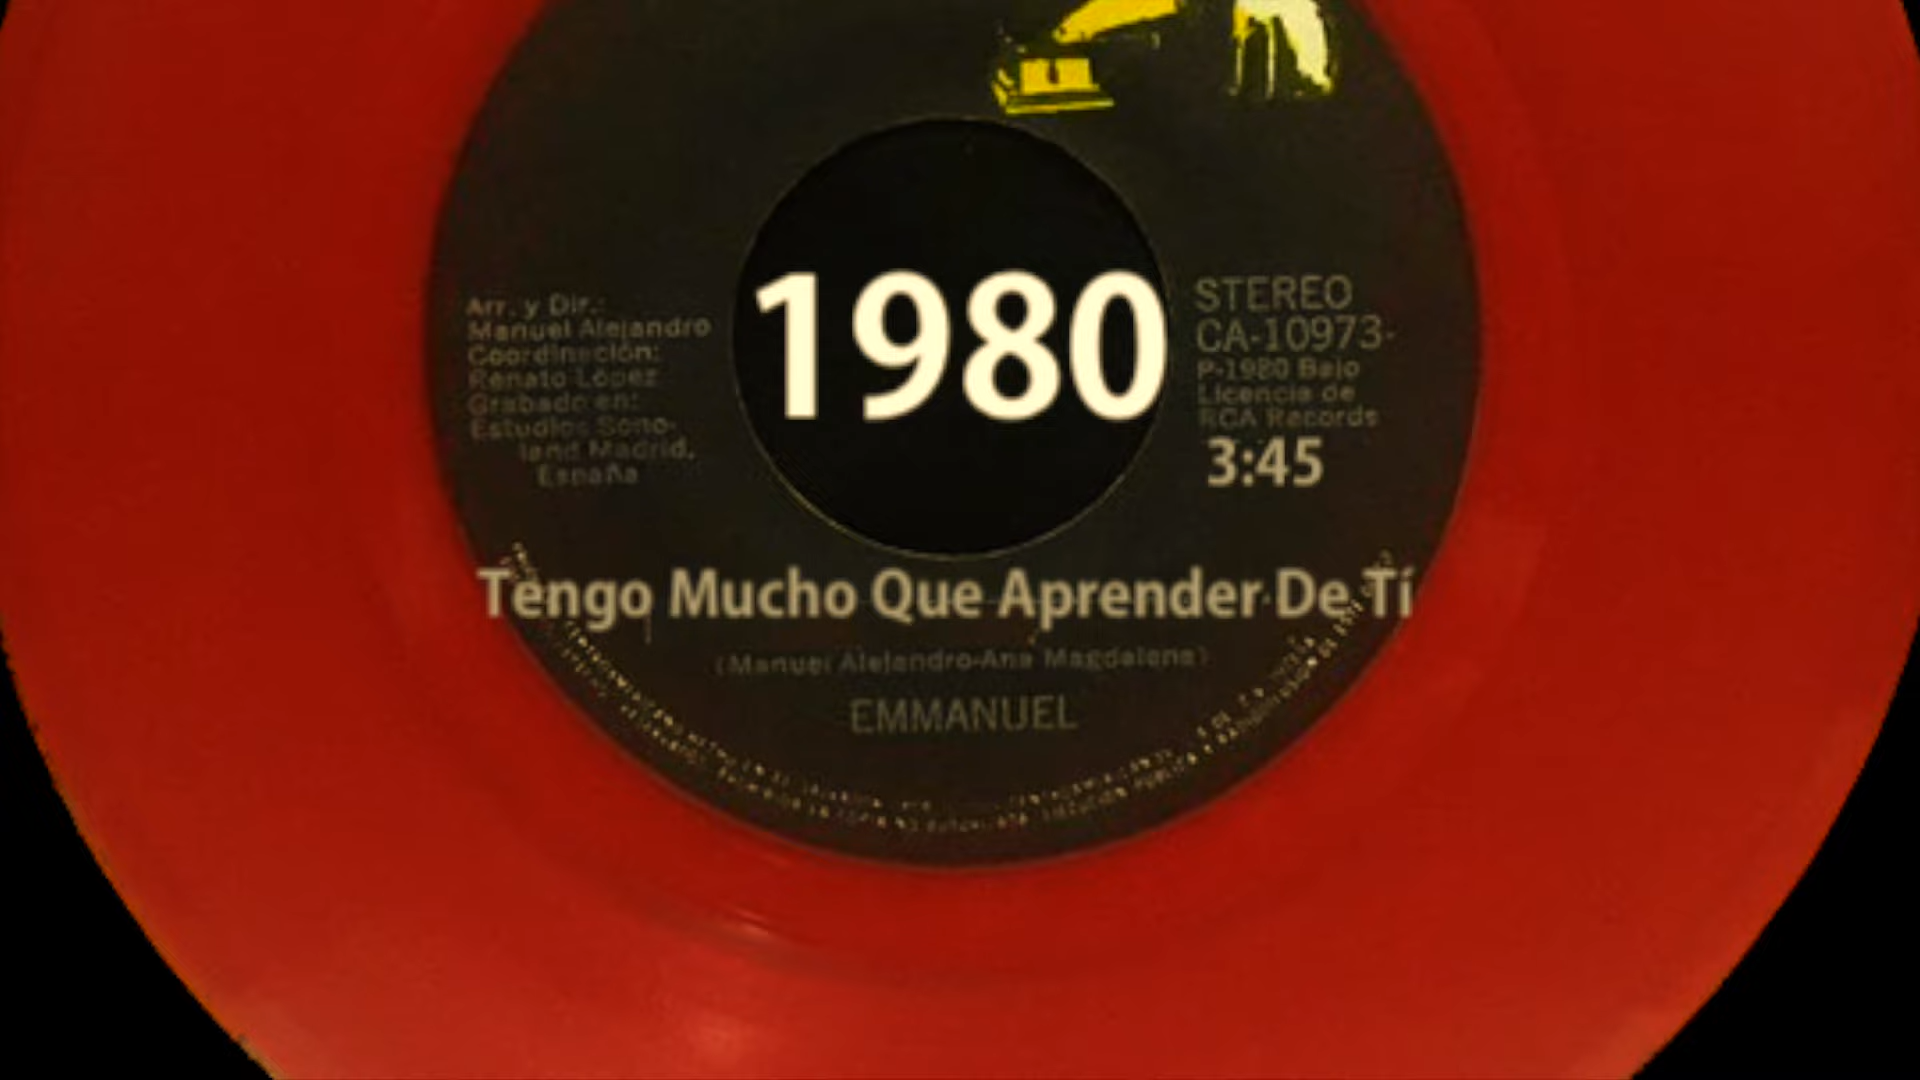 1980
Arr. y Dir.:
Manuel Alejandro
Coordinación:
Renato López
Grabado en:
Estudios Sono-
land Madrid,
España
STEREO
CA-10973-
P-1980 Bajo
Licencia de
RCA Records
3:45
Tengo Mucho Que Aprender De Tí
(Manuel Alejandro-Ana Magdalena)
EMMANUEL